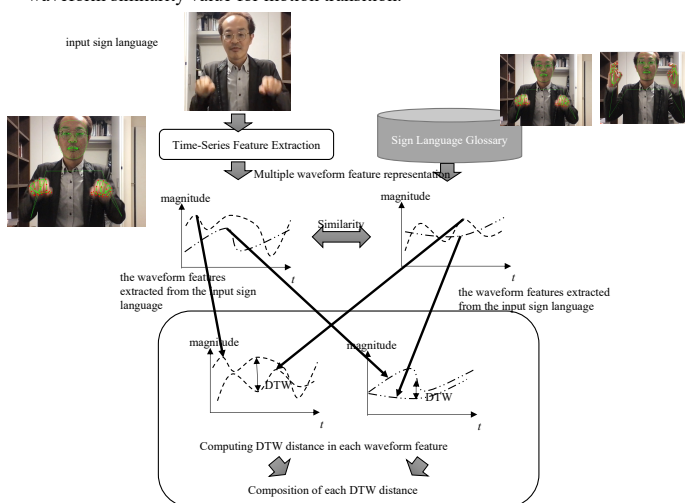 waveform similarity value for motion transition.
input sign language
Time-Series Feature Extraction
Sign Language Glossary
Multiple waveform feature representation
magnitude
magnitude
Similarity
t
t
the waveform features
extracted from the input sign
language
the waveform features extracted
from the input sign language
magnitude
magnitude
DTW
DTW
t
t
Computing DTW distance in each waveform feature
Composition of each DTW distance